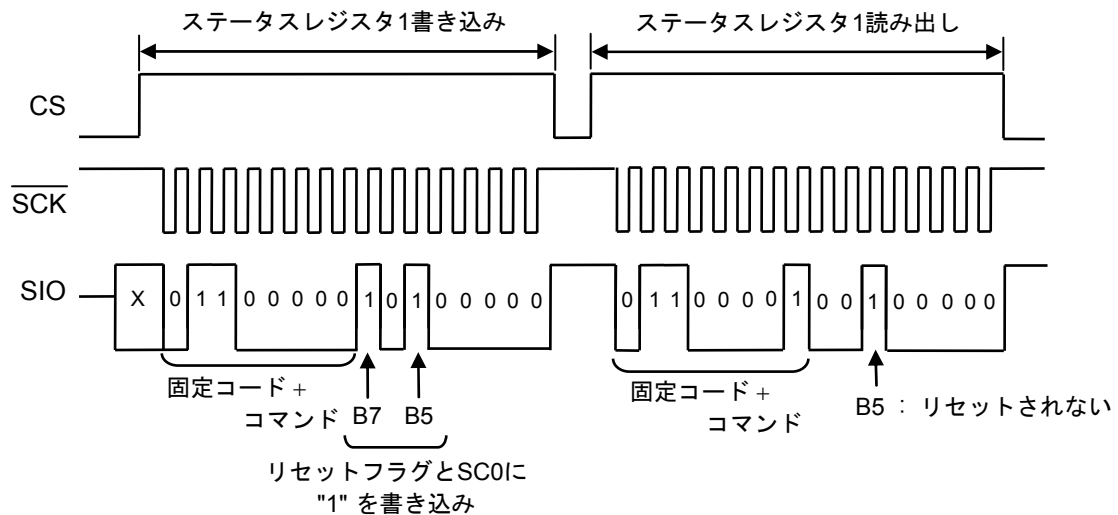 ステータスレジスタ1書き込み ステータスレジスタ1読み出し
CS
SCK
SIO X 0 1 1 0 0 0 0 0 1 0 1 0 0 0 0 0 0 1 1 0 0 0 0 1 0 0 1 0 0 0 0 0
固定コード +
コマンド B7 B5
固定コード +
コマンド
B5 : リセットされない
リセットフラグとSC0に
"1" を書き込み